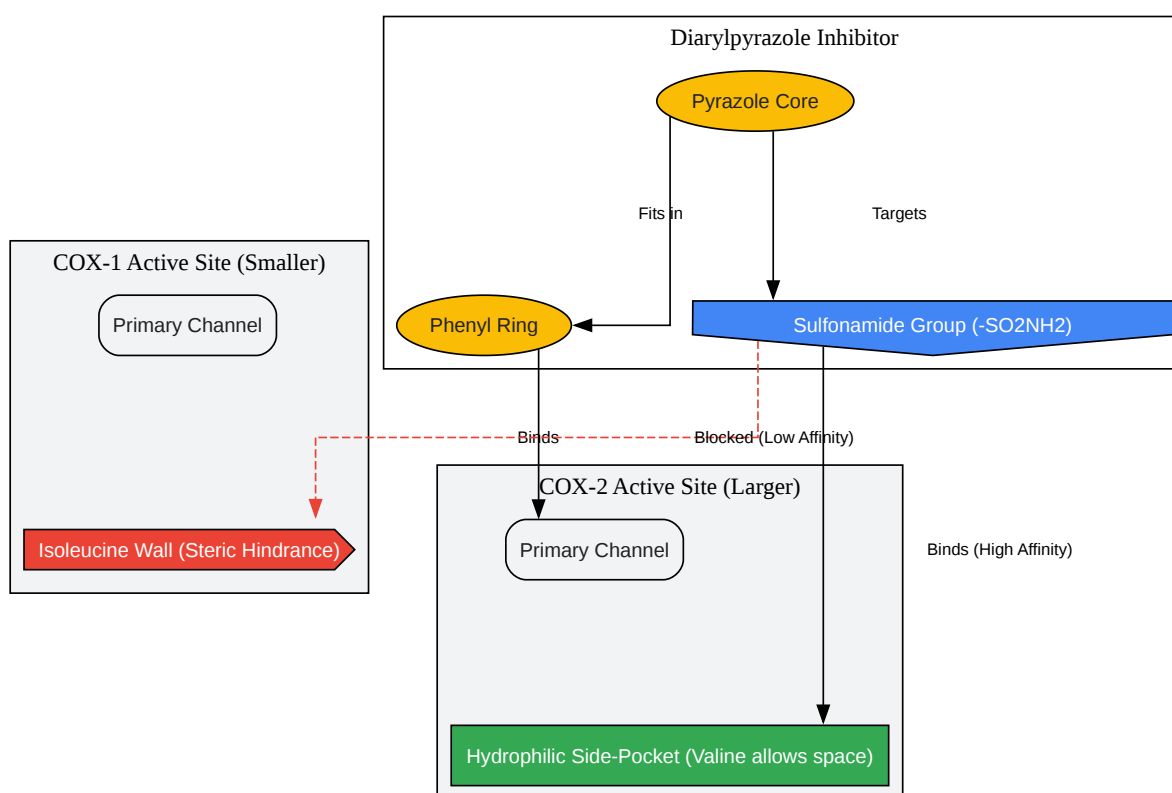 Diarylpyrazole Inhibitor
Pyrazole Core
Fits in
Targets
COX-1 Active Site (Smaller)
Primary Channel
Phenyl Ring
Sulfonamide Group (-SO2NH2)
Binds
Blocked (Low Affinity)
COX-2 Active Site (Larger)
Isoleucine Wall (Steric Hindrance)
Primary Channel
Binds (High Affinity)
Hydrophilic Side-Pocket (Valine allows space)